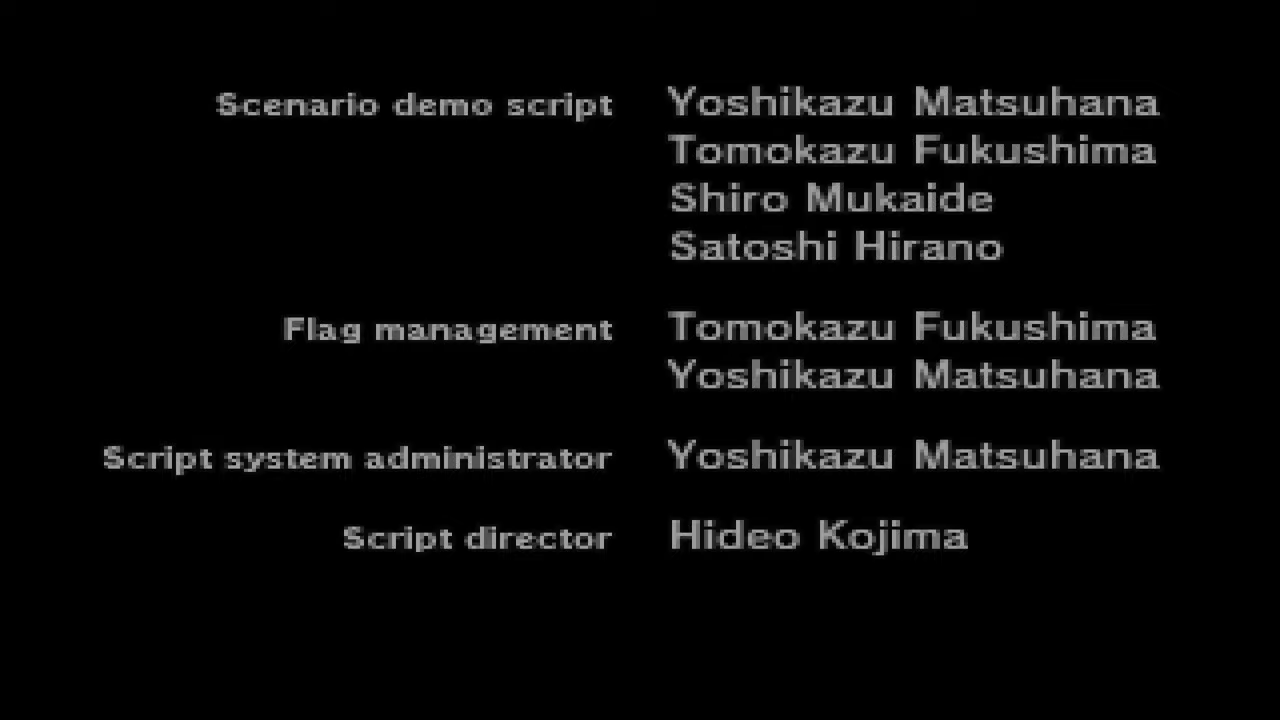 Scenario demo script Yoshikazu Matsuhana
Tomokazu Fukushima
Shiro Mukaide
Satoshi Hirano
Flag management Tomokazu Fukushima
Yoshikazu Matsuhana
Script system administrator Yoshikazu Matsuhana
Script director Hideo Kojima